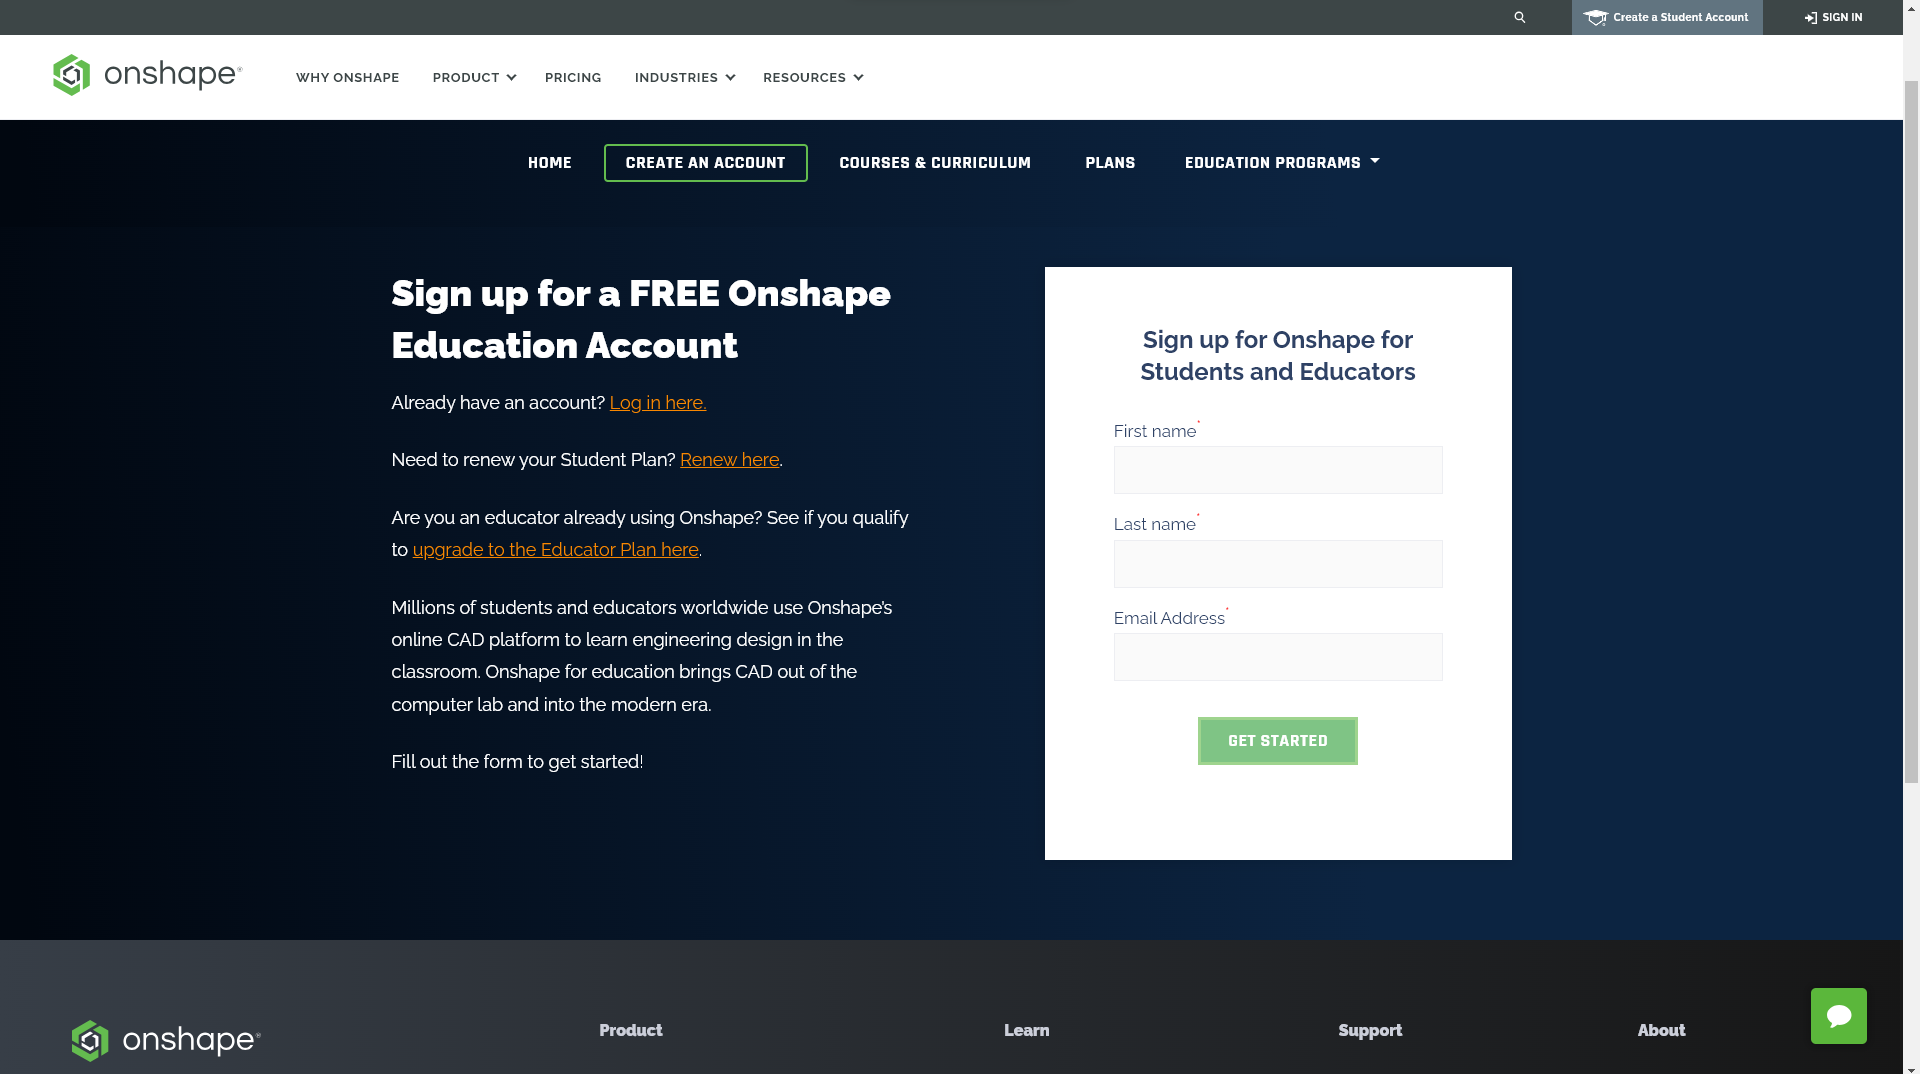 Create a Student Account
SIGN IN
onshape®
WHY ONSHAPE
PRODUCT
PRICING
INDUSTRIES
RESOURCES
HOME
CREATE AN ACCOUNT
COURSES & CURRICULUM
PLANS
EDUCATION PROGRAMS
Sign up for a FREE Onshape
Education Account
Already have an account? Log in here.
Need to renew your Student Plan? Renew here.
Are you an educator already using Onshape? See if you qualify
to upgrade to the Educator Plan here.
Millions of students and educators worldwide use Onshape's
online CAD platform to learn engineering design in the
classroom. Onshape for education brings CAD out of the
computer lab and into the modern era.
Fill out the form to get started!
Sign up for Onshape for
Students and Educators
First name*
Last name*
Email Address*
GET STARTED
onshape®
Product
Learn
Support
About